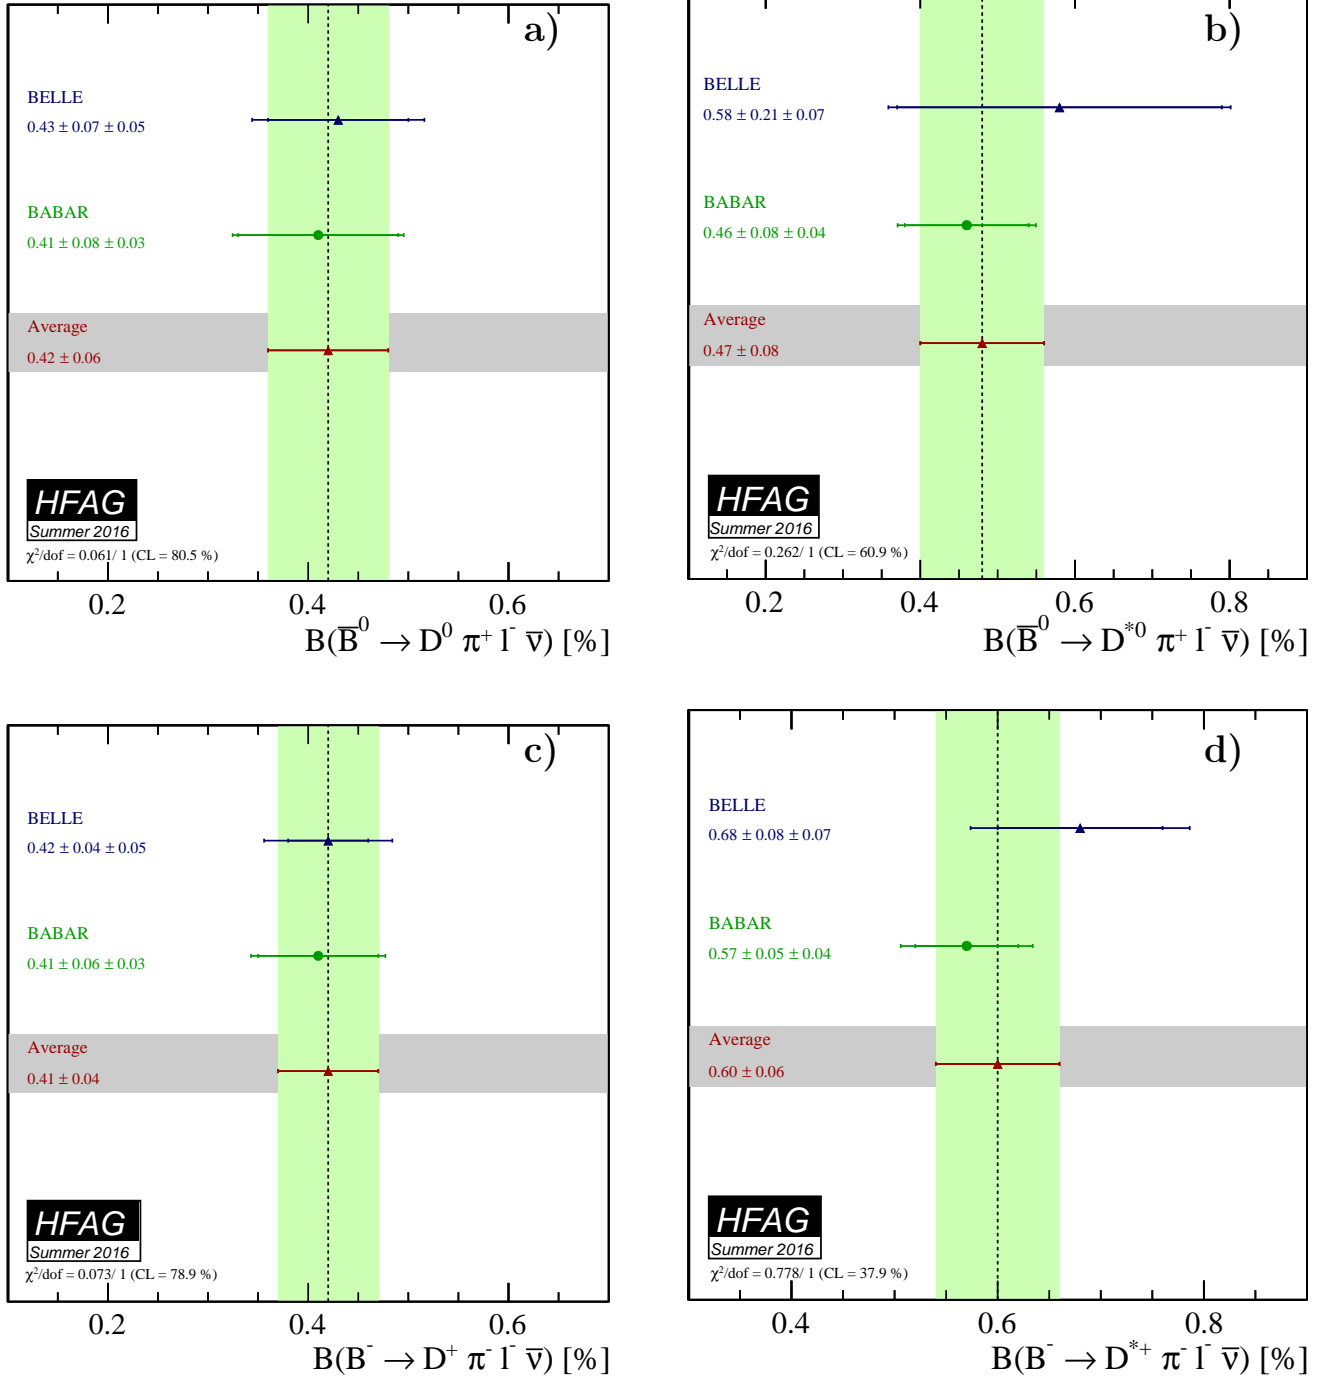 a)
BELLE
0.43 ± 0.07 ± 0.05
BABAR
0.41 ± 0.08 ± 0.03
Average
0.42 ± 0.06
HFAG
Summer 2016
χ²/dof = 0.061/ 1 (CL = 80.5 %)
0.2 0.4 0.6
B(B̅⁰ → D⁰ π⁺ l⁻ ν̅) [%]
b)
BELLE
0.58 ± 0.21 ± 0.07
BABAR
0.46 ± 0.08 ± 0.04
Average
0.47 ± 0.08
HFAG
Summer 2016
χ²/dof = 0.262/ 1 (CL = 60.9 %)
0.2 0.4 0.6 0.8
B(B̅⁰ → D*⁰ π⁺ l⁻ ν̅) [%]
c)
BELLE
0.42 ± 0.04 ± 0.05
BABAR
0.41 ± 0.06 ± 0.03
Average
0.41 ± 0.04
HFAG
Summer 2016
χ²/dof = 0.073/ 1 (CL = 78.9 %)
0.2 0.4 0.6
B(B⁻ → D⁺ π⁻ l⁻ ν̅) [%]
d)
BELLE
0.68 ± 0.08 ± 0.07
BABAR
0.57 ± 0.05 ± 0.04
Average
0.60 ± 0.06
HFAG
Summer 2016
χ²/dof = 0.778/ 1 (CL = 37.9 %)
0.4 0.6 0.8
B(B⁻ → D*⁺ π⁻ l⁻ ν̅) [%]